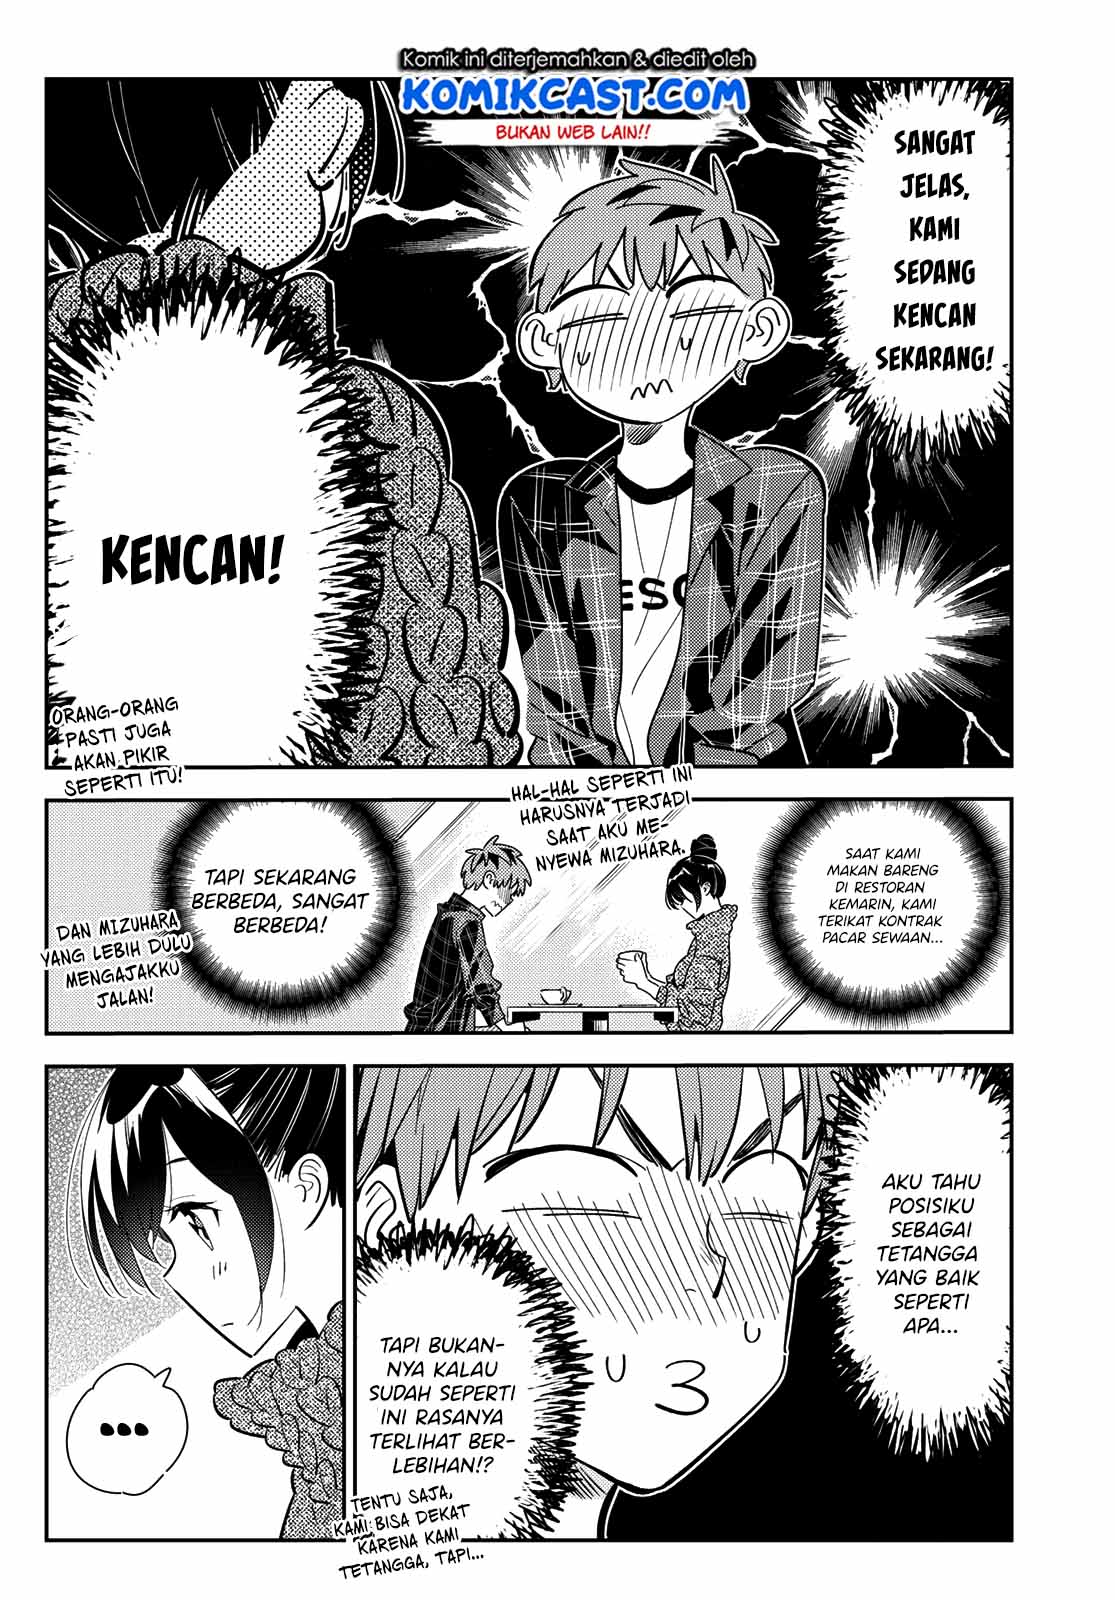 Komik ini diterjemahkan & diedit oleh
KOMIKCAST.COM
BUKAN WEB LAIN!!
SANGAT
JELAS,
KAMI
SEDANG
KENCAN
SEKARANG!
ESC
KENCAN!
ORANG-ORANG
PASTI JUGA
AKAN PIKIR
SEPERTI ITU!
SAAT KAMI
MAKAN BARENG
DI RESTORAN
KEMARIN, KAMI
TERIKAT KONTRAK
PACAR SEWAAN...
HAL-HAL SEPERTI INI
HARUSNYA TERJADI
SAAT AKU ME-
NYEWA MIZUHARA.
TAPI SEKARANG
BERBEDA, SANGAT
BERBEDA!
DAN MIZUHARA
YANG LEBIH DULU
MENGAJAKKU
JALAN!
AKU TAHU
POSISIKU
SEBAGAI
TETANGGA
YANG BAIK
SEPERTI
APA...
TAPI BUKAN-
NYA KALAU
SUDAH SEPERTI
INI RASANYA
TERLIHAT BER-
LEBIHAN!?
TENTU SAJA,
KAMI BISA DEKAT
KARENA KAMI
TETANGGA, TAPI...
...